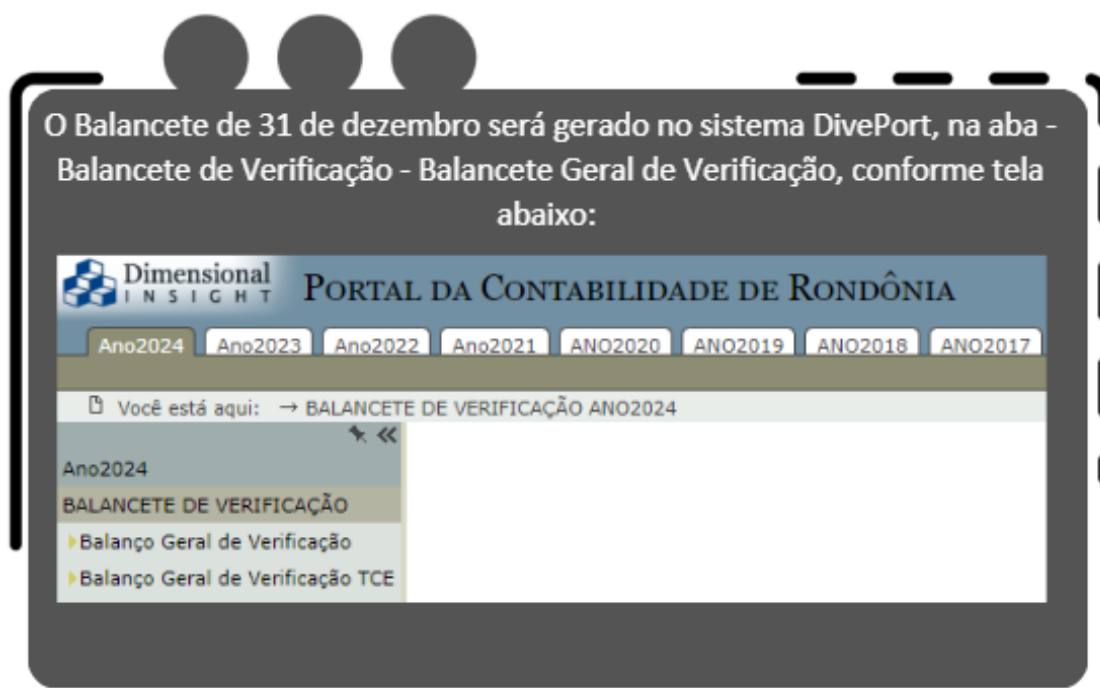 O Balancete de 31 de dezembro será gerado no sistema DivePort, na aba -
Balancete de Verificação - Balancete Geral de Verificação, conforme tela
abaixo:
Dimensional
INSIGHT
PORTAL DA CONTABILIDADE DE RONDÔNIA
Ano2024 Ano2023 Ano2022 Ano2021 ANO2020 ANO2019 ANO2018 ANO2017
Você está aqui: → BALANCETE DE VERIFICAÇÃO ANO2024
Ano2024
BALANCETE DE VERIFICAÇÃO
Balanço Geral de Verificação
Balanço Geral de Verificação TCE